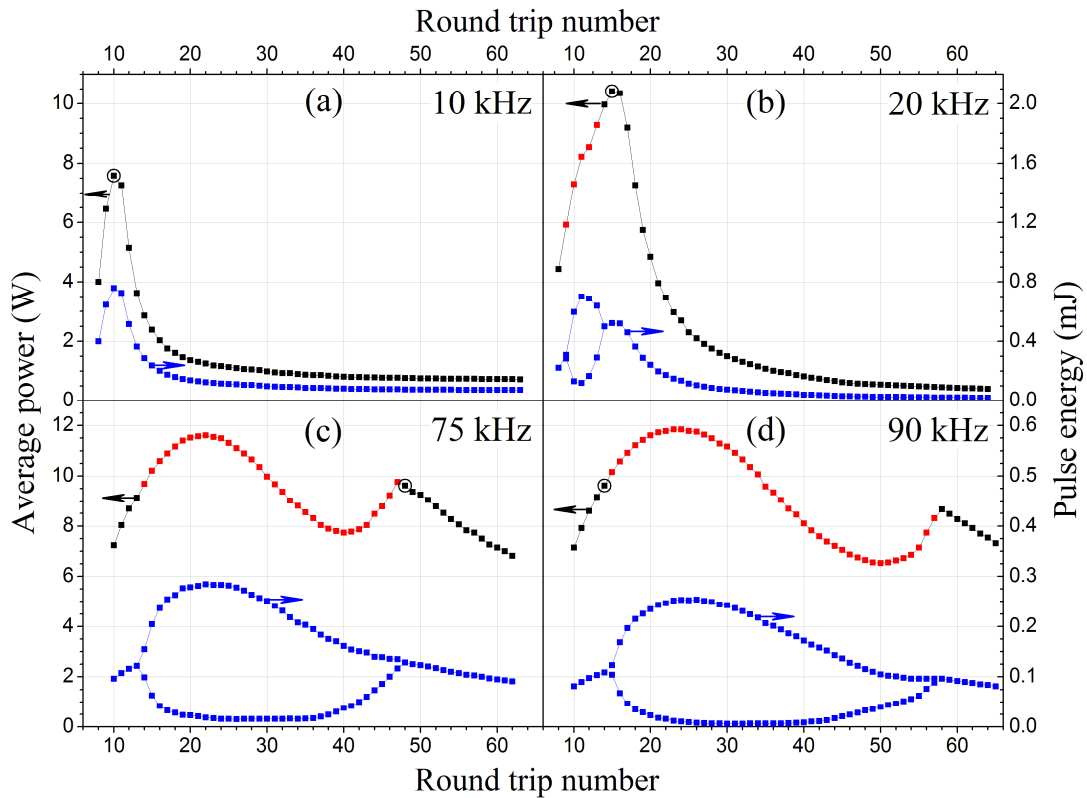 Round trip number
10 20 30 40 50 60 10 20 30 40 50 60
(a) 10 kHz (b) 20 kHz
10 2.0
8 1.6
6 1.2
4 0.8
2 0.4
0 0.0
Average power (W)
Pulse energy (mJ)
(c) 75 kHz (d) 90 kHz
12 0.6
10 0.5
8 0.4
6 0.3
4 0.2
2 0.1
0 0.0
10 20 30 40 50 60 10 20 30 40 50 60
Round trip number
Round trip number